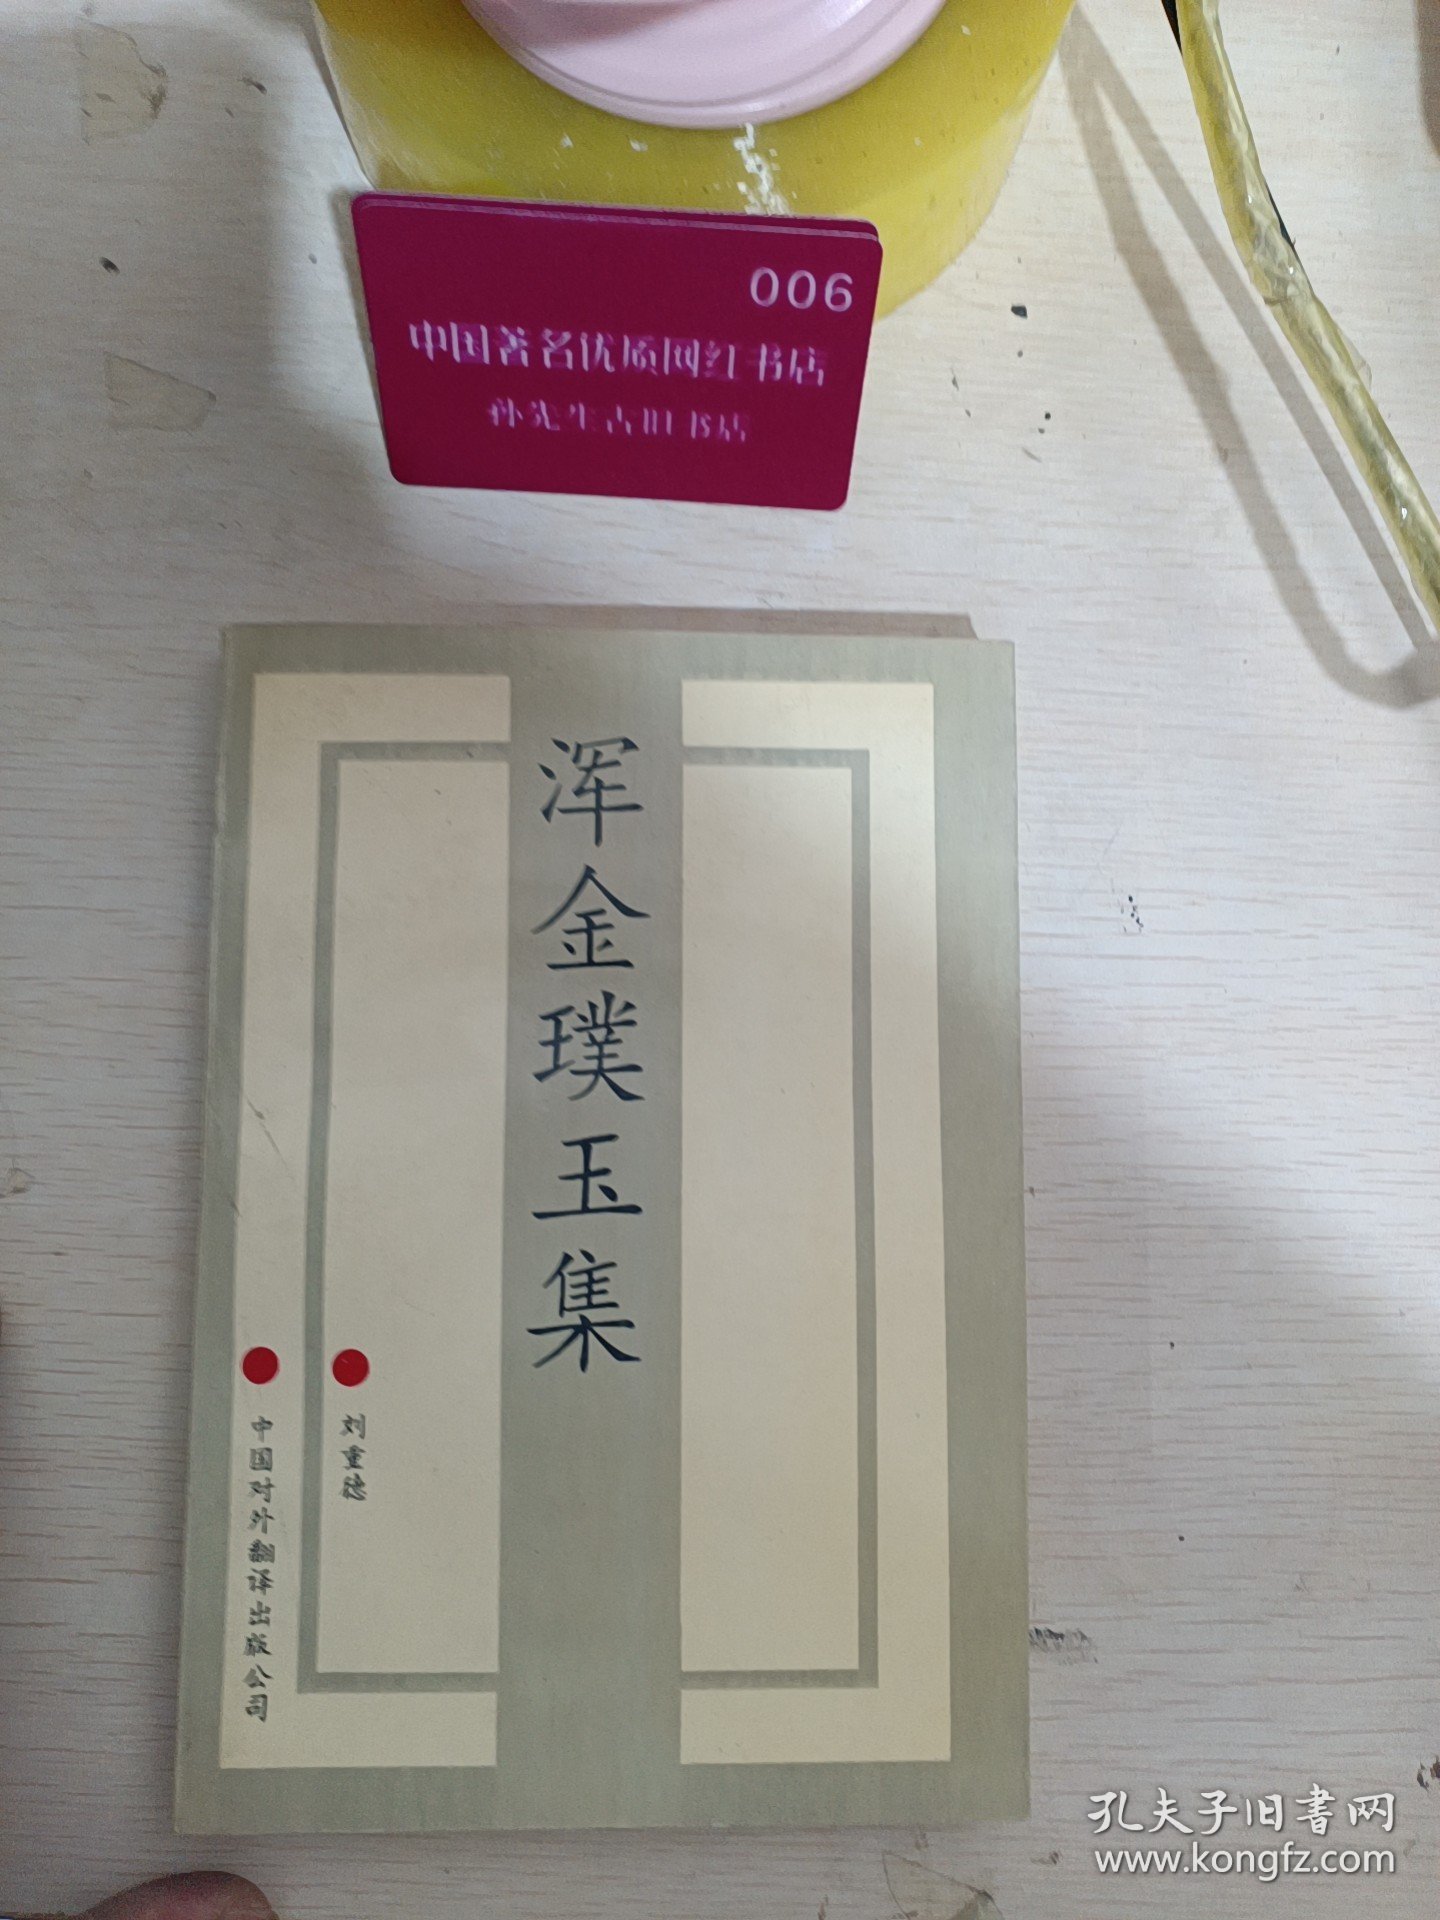 006
中国著名优质网红书店
孙先生古旧书店
浑金璞玉集
刘重德
中国对外翻译出版公司
孔夫子旧書网
www.kongfz.com